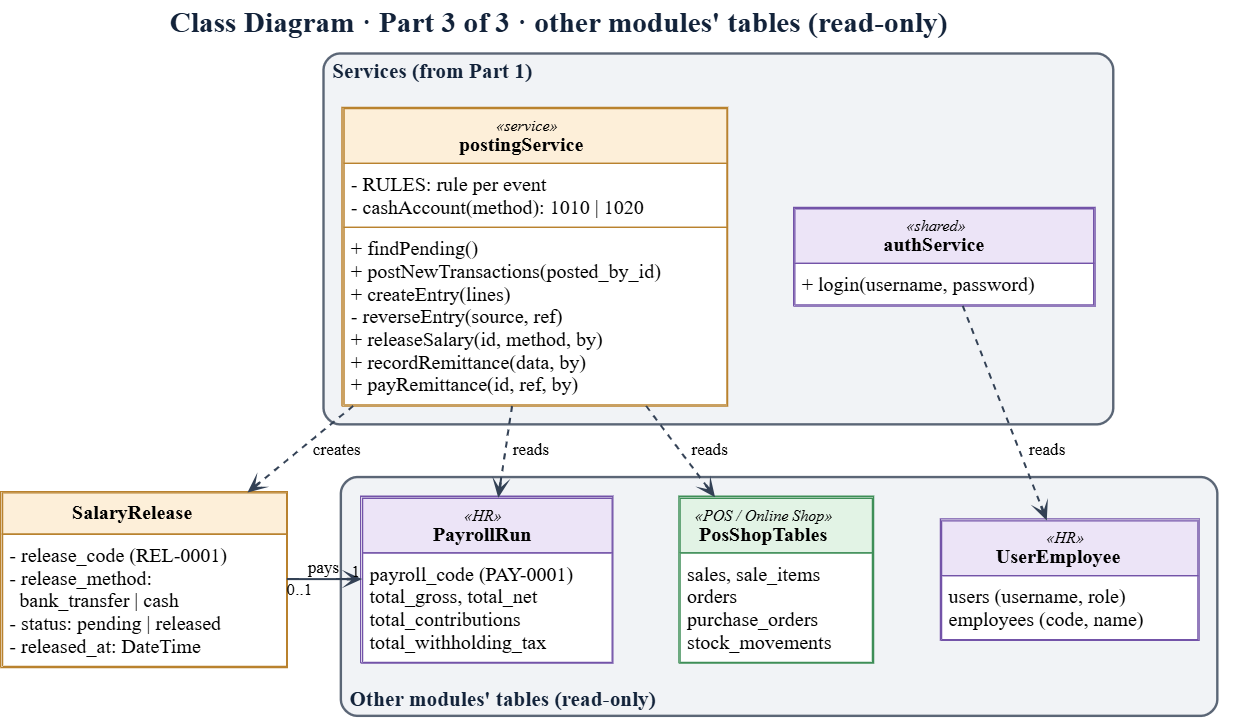 Class Diagram · Part 3 of 3 · other modules' tables (read-only)
Services (from Part 1)
«service»
postingService
- RULES: rule per event
- cashAccount(method): 1010 | 1020
+ findPending()
+ postNewTransactions(posted_by_id)
+ createEntry(lines)
- reverseEntry(source, ref)
+ releaseSalary(id, method, by)
+ recordRemittance(data, by)
+ payRemittance(id, ref, by)
«shared»
authService
+ login(username, password)
creates
reads
reads
reads
SalaryRelease
- release_code (REL-0001)
- release_method:
bank_transfer | cash
- status: pending | released
- released_at: DateTime
pays
1
0..1
«HR»
PayrollRun
payroll_code (PAY-0001)
total_gross, total_net
total_contributions
total_withholding_tax
«POS / Online Shop»
PosShopTables
sales, sale_items
orders
purchase_orders
stock_movements
«HR»
UserEmployee
users (username, role)
employees (code, name)
Other modules' tables (read-only)